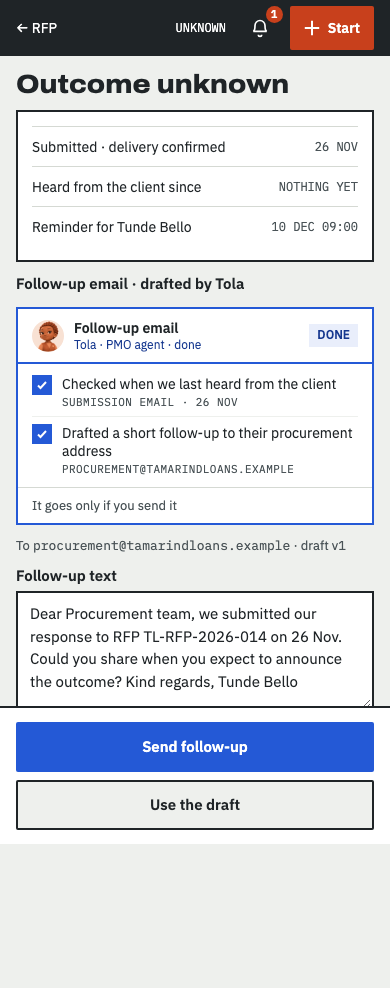 ← RFP
UNKNOWN
1
Start
Outcome unknown
Submitted · delivery confirmed
26 NOV
Heard from the client since
NOTHING YET
Reminder for Tunde Bello
10 DEC 09:00
Follow-up email · drafted by Tola
Follow-up email
Tola · PMO agent · done
DONE
Checked when we last heard from the client
SUBMISSION EMAIL · 26 NOV
Drafted a short follow-up to their procurement
address
PROCUREMENT@TAMARINDLOANS.EXAMPLE
It goes only if you send it
To procurement@tamarindloans.example · draft v1
Follow-up text
Dear Procurement team, we submitted our
response to RFP TL-RFP-2026-014 on 26 Nov.
Could you share when you expect to announce
the outcome? Kind regards, Tunde Bello
Send follow-up
Use the draft